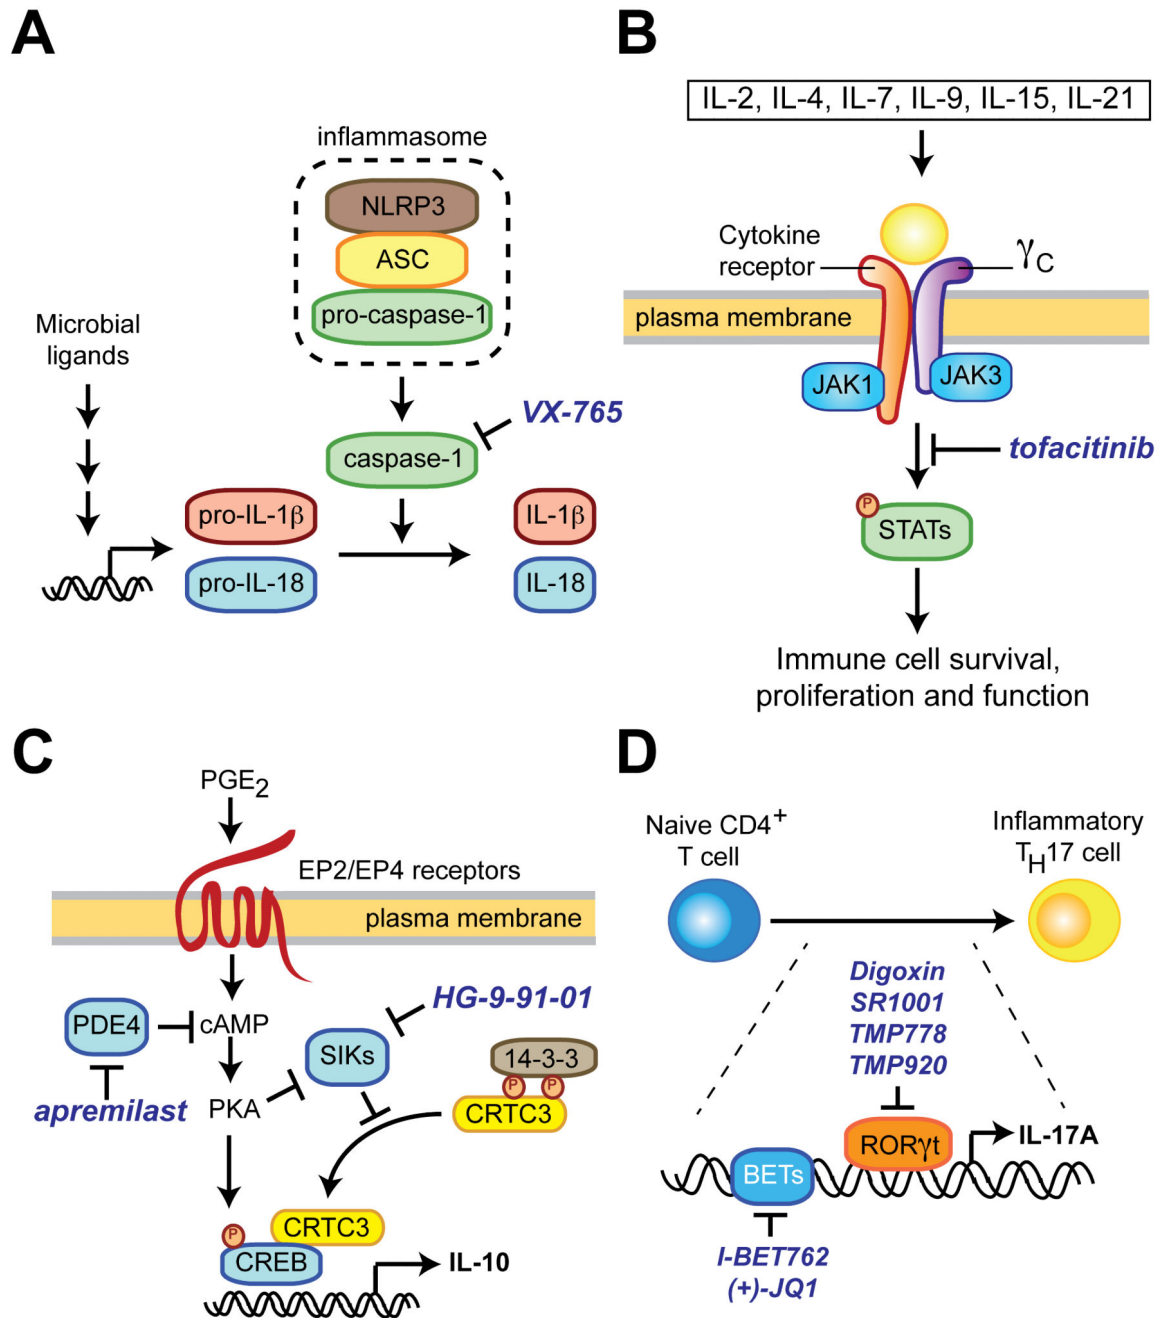 A
inflammasome
NLRP3
ASC
pro-caspase-1
Microbial
ligands
VX-765
caspase-1
pro-IL-1β
IL-1β
pro-IL-18
IL-18
B
IL-2, IL-4, IL-7, IL-9, IL-15, IL-21
Cytokine
receptor
γC
plasma membrane
JAK1
JAK3
tofacitinib
P
STATs
Immune cell survival,
proliferation and function
C
PGE2
EP2/EP4 receptors
plasma membrane
HG-9-91-01
PDE4
cAMP
SIKs
14-3-3
P P
CRTC3
apremilast
PKA
CRTC3
P
CREB
IL-10
D
Naive CD4+
T cell
Inflammatory
TH17 cell
Digoxin
SR1001
TMP778
TMP920
RORγt
IL-17A
BETs
I-BET762
(+)-JQ1